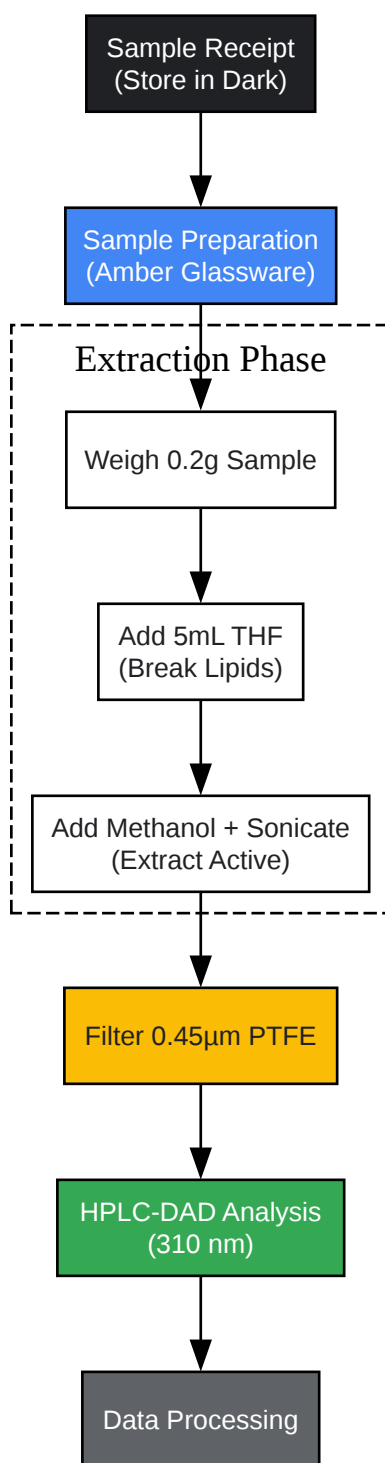 Sample Receipt
(Store in Dark)
Sample Preparation
(Amber Glassware)
Extraction Phase
Weigh 0.2g Sample
Add 5mL THF
(Break Lipids)
Add Methanol + Sonicate
(Extract Active)
Filter 0.45µm PTFE
HPLC-DAD Analysis
(310 nm)
Data Processing